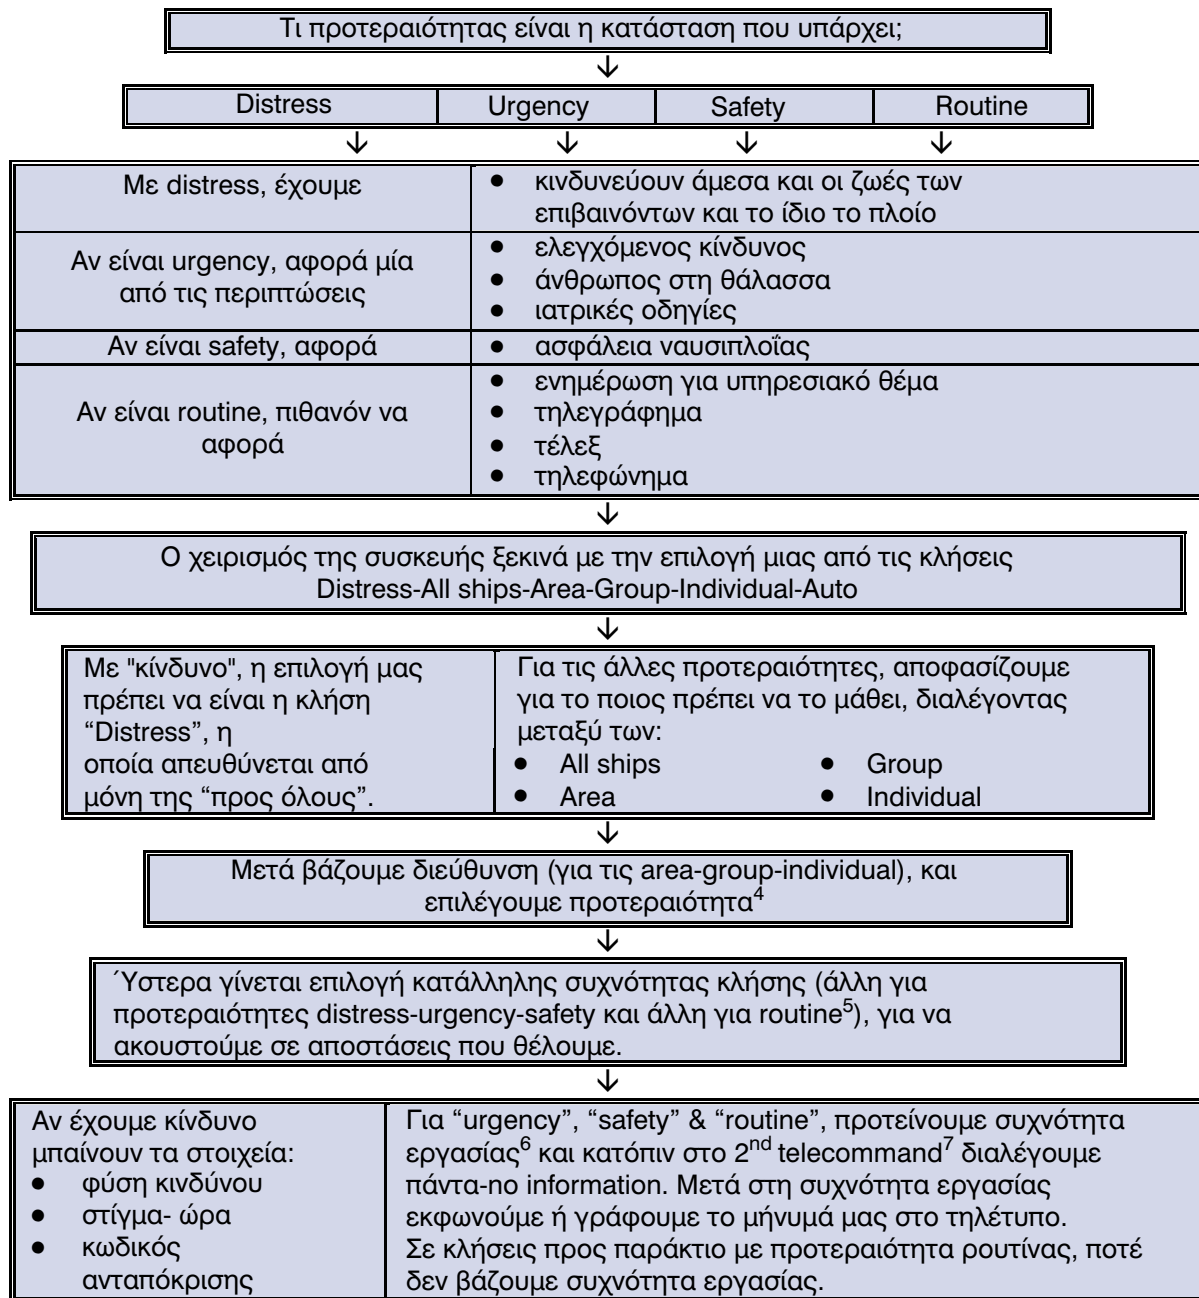 Τι προτεραιότητας είναι η κατάσταση που υπάρχει;
Distress Urgency Safety Routine
Με distress, έχουμε
• κινδυνεύουν άμεσα και οι ζωές των
επιβαινόντων και το ίδιο το πλοίο
Αν είναι urgency, αφορά μία
από τις περιπτώσεις
• ελεγχόμενος κίνδυνος
• άνθρωπος στη θάλασσα
• ιατρικές οδηγίες
Αν είναι safety, αφορά
• ασφάλεια ναυσιπλοΐας
Αν είναι routine, πιθανόν να
αφορά
• ενημέρωση για υπηρεσιακό θέμα
• τηλεγράφημα
• τέλεξ
• τηλεφώνημα
Ο χειρισμός της συσκευής ξεκινά με την επιλογή μιας από τις κλήσεις
Distress-All ships-Area-Group-Individual-Auto
Με "κίνδυνο", η επιλογή μας
πρέπει να είναι η κλήση
“Distress”, η
οποία απευθύνεται από
μόνη της “προς όλους”.
Για τις άλλες προτεραιότητες, αποφασίζουμε
για το ποιος πρέπει να το μάθει, διαλέγοντας
μεταξύ των:
• All ships • Group
• Area • Individual
Μετά βάζουμε διεύθυνση (για τις area-group-individual), και
επιλέγουμε προτεραιότητα4
Ύστερα γίνεται επιλογή κατάλληλης συχνότητας κλήσης (άλλη για
προτεραιότητες distress-urgency-safety και άλλη για routine5), για να
ακουστούμε σε αποστάσεις που θέλουμε.
Αν έχουμε κίνδυνο
μπαίνουν τα στοιχεία:
• φύση κινδύνου
• στίγμα- ώρα
• κωδικός
ανταπόκρισης
Για “urgency”, “safety” & “routine”, προτείνουμε συχνότητα
εργασίας6 και κατόπιν στο 2nd telecommand7 διαλέγουμε
πάντα-no information. Μετά στη συχνότητα εργασίας
εκφωνούμε ή γράφουμε το μήνυμά μας στο τηλέτυπο.
Σε κλήσεις προς παράκτιο με προτεραιότητα ρουτίνας, ποτέ
δεν βάζουμε συχνότητα εργασίας.